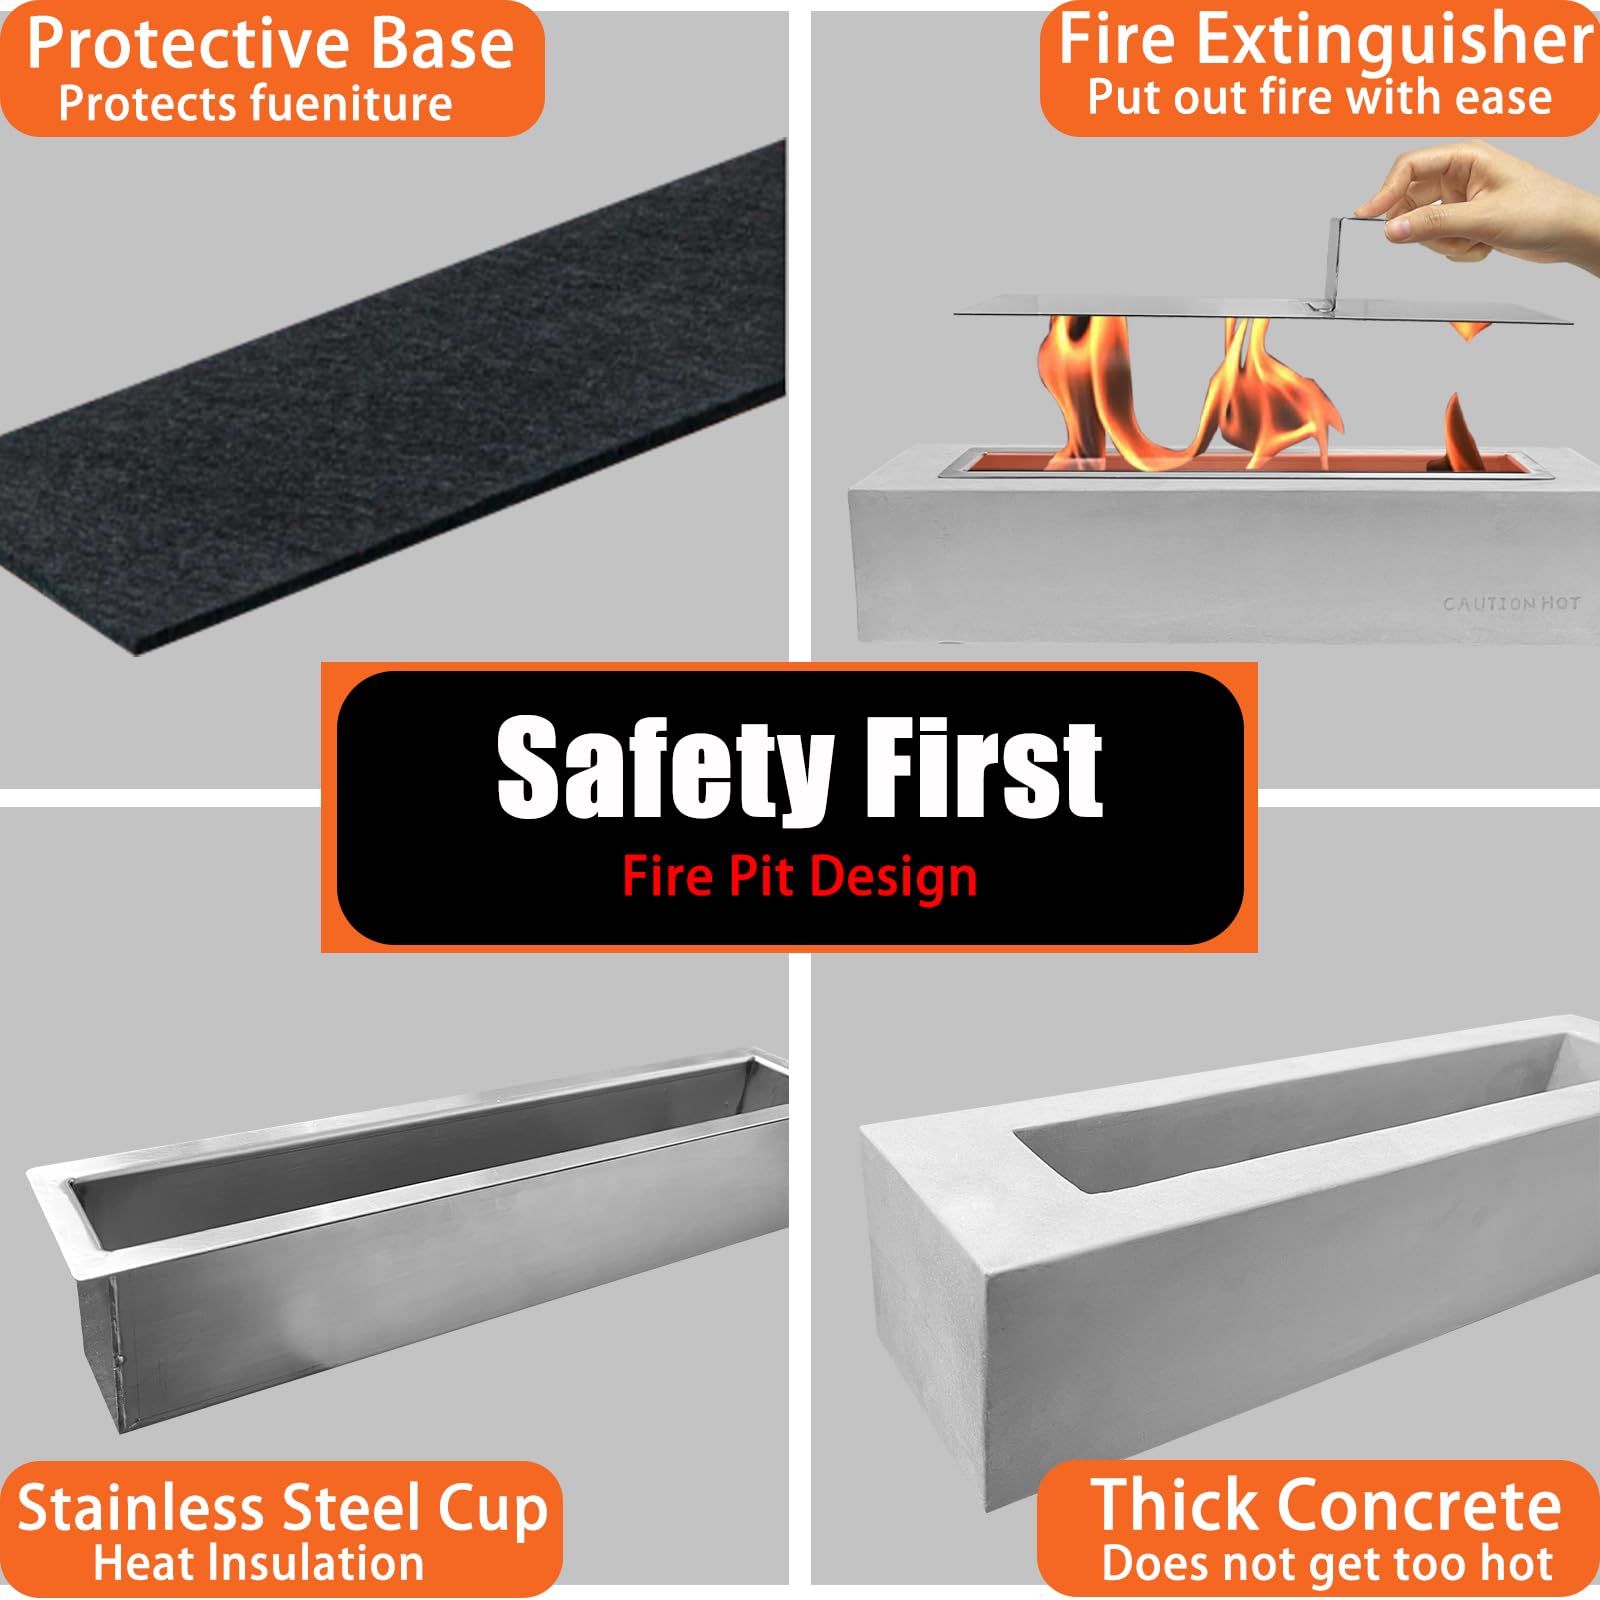 Protective Base
Protects fueniture
Fire Extinguisher
Put out fire with ease
CAUTION HOT
Safety First
Fire Pit Design
Stainless Steel Cup
Heat Insulation
Thick Concrete
Does not get too hot